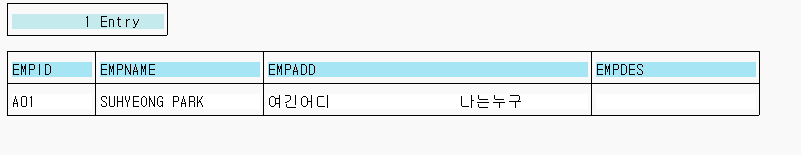 1 Entry
EMPID EMPNAME EMPADD EMPDES
A01 SUHYEONG PARK 여긴어디 나는누구